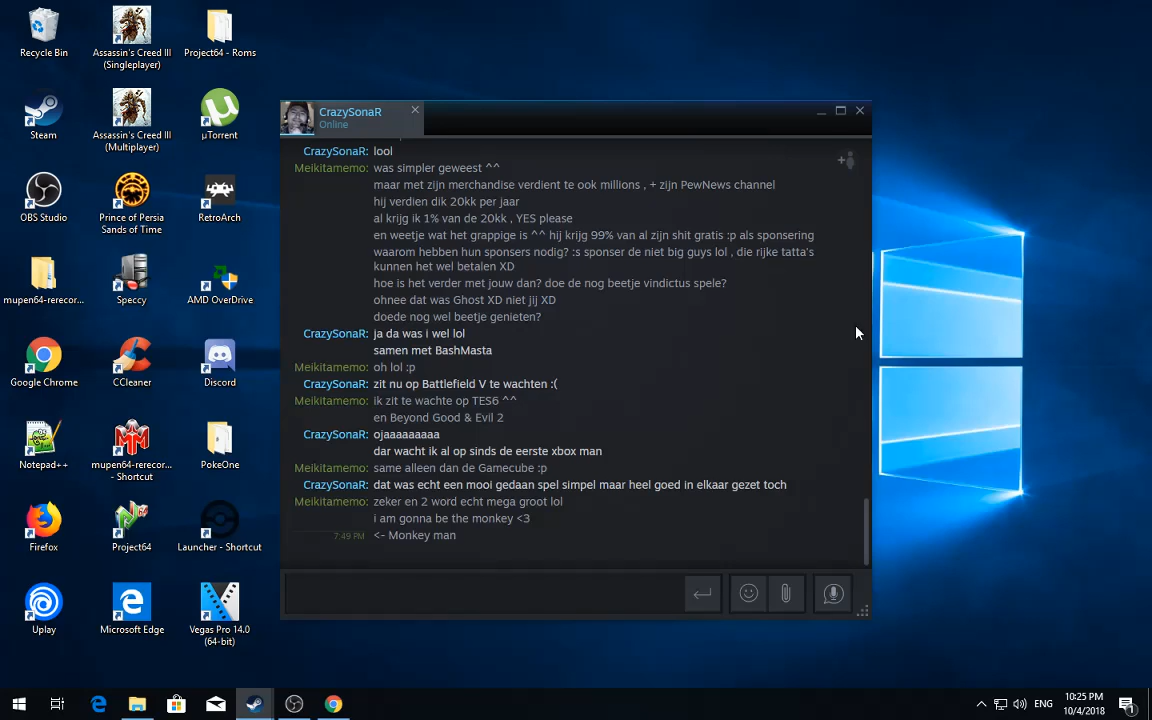 Recycle Bin
Assassin's Creed III
(Singleplayer)
Project64 - Roms
Steam
Assassin's Creed III
(Multiplayer)
µTorrent
OBS Studio
Prince of Persia
Sands of Time
RetroArch
mupen64-rerecor...
Speccy
AMD OverDrive
Google Chrome
CCleaner
Discord
Notepad++
mupen64-rerecor...
- Shortcut
PokeOne
Firefox
Project64
Launcher - Shortcut
Uplay
Microsoft Edge
Vegas Pro 14.0
(64-bit)
CrazySonaR
Online
CrazySonaR: lool
Meikitamemo: was simpler geweest ^^
maar met zijn merchandise verdient te ook millions , + zijn PewNews channel
hij verdien dik 20kk per jaar
al krijg ik 1% van de 20kk , YES please
en weetje wat het grappige is ^^ hij krijg 99% van al zijn shit gratis :p als sponsering
waarom hebben hun sponsers nodig? :s sponser de niet big guys lol , die rijke tatta's
kunnen het wel betalen XD
hoe is het verder met jouw dan? doe de nog beetje vindictus spele?
ohnee dat was Ghost XD niet jij XD
doede nog wel beetje genieten?
CrazySonaR: ja da was i wel lol
samen met BashMasta
Meikitamemo: oh lol :p
CrazySonaR: zit nu op Battlefield V te wachten :(
Meikitamemo: ik zit te wachte op TES6 ^^
en Beyond Good & Evil 2
CrazySonaR: ojaaaaaaaaa
dar wacht ik al op sinds de eerste xbox man
Meikitamemo: same alleen dan de Gamecube :p
CrazySonaR: dat was echt een mooi gedaan spel simpel maar heel goed in elkaar gezet toch
Meikitamemo: zeker en 2 word echt mega groot lol
i am gonna be the monkey <3
7:49 PM <- Monkey man
ENG
10:25 PM
10/4/2018
1